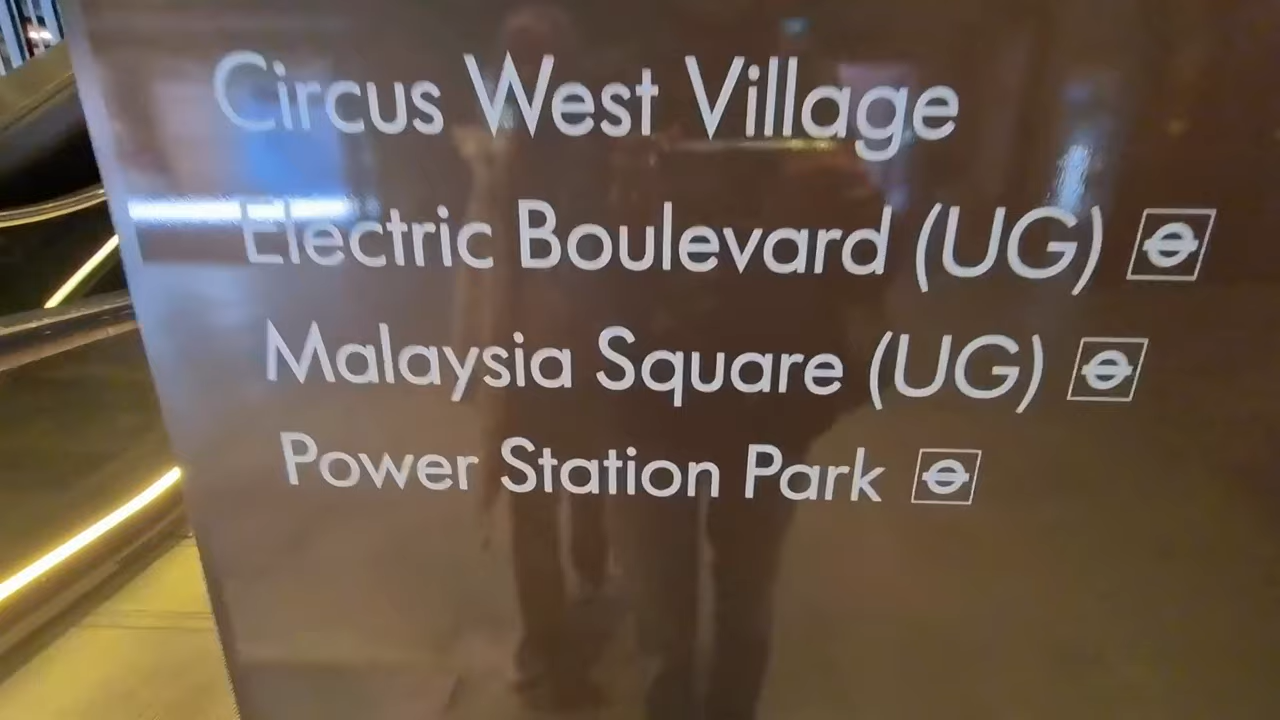 Circus West Village
Electric Boulevard (UG)
Malaysia Square (UG)
Power Station Park